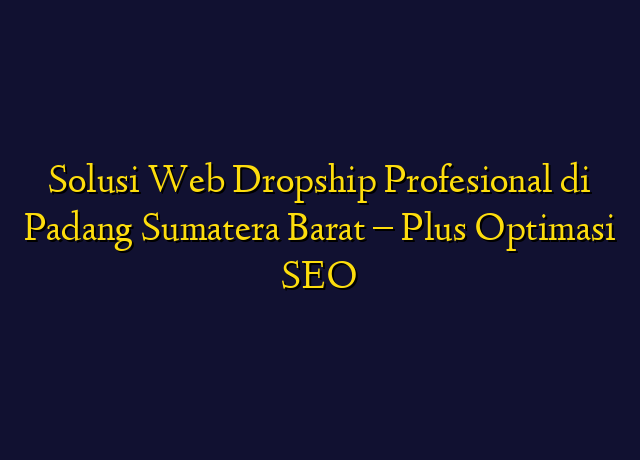 Solusi Web Dropship Profesional di
Padang Sumatera Barat – Plus Optimasi
SEO